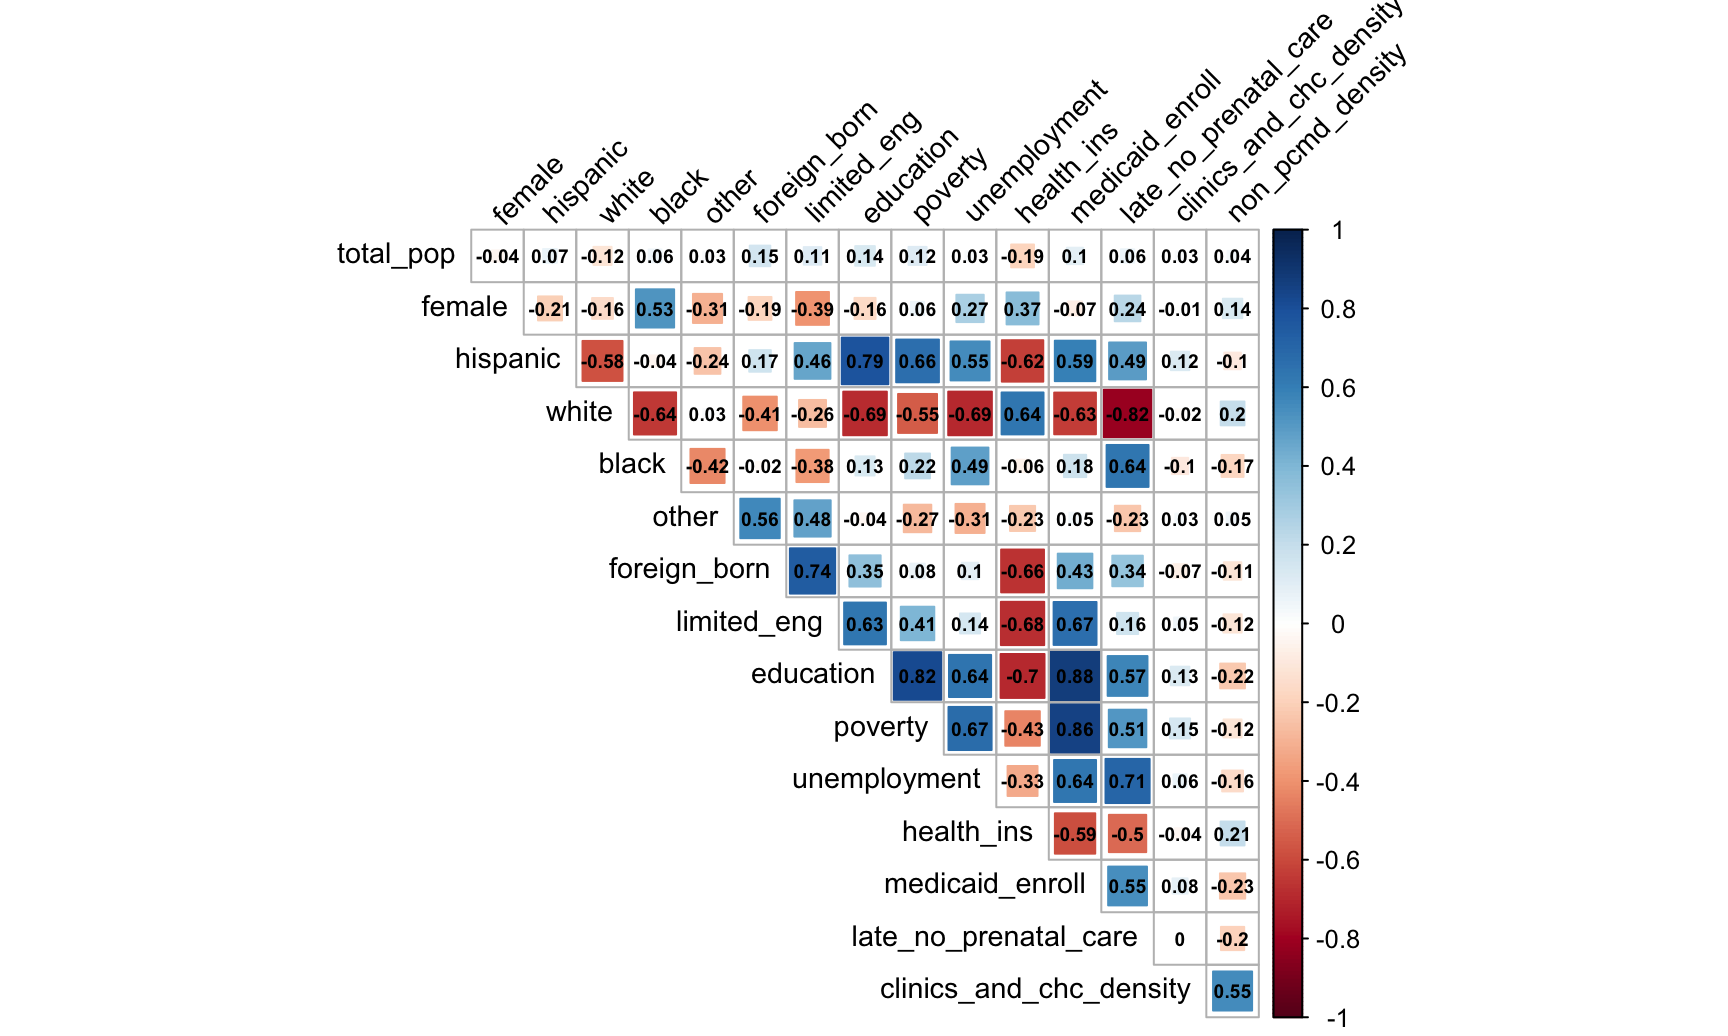 female hispanic white black other foreign_born limited_eng education poverty unemployment health_ins medicaid_enroll late_no_prenatal_care clinics_and_chc_density non_pcmd_density
total_pop -0.04 0.07 -0.12 0.06 0.03 0.15 0.11 0.14 0.12 0.03 -0.19 0.1 0.06 0.03 0.04
female -0.21 -0.16 0.53 -0.31 -0.19 -0.39 -0.16 0.06 0.27 0.37 -0.07 0.24 -0.01 0.14
hispanic -0.58 -0.04 -0.24 0.17 0.46 0.79 0.66 0.55 -0.62 0.59 0.49 0.12 -0.1
white -0.64 0.03 -0.41 -0.26 -0.69 -0.55 -0.69 0.64 -0.63 -0.82 -0.02 0.2
black -0.42 -0.02 -0.38 0.13 0.22 0.49 -0.06 0.18 0.64 -0.1 -0.17
other 0.56 0.48 -0.04 -0.27 -0.31 -0.23 0.05 -0.23 0.03 0.05
foreign_born 0.74 0.35 0.08 0.1 -0.66 0.43 0.34 -0.07 -0.11
limited_eng 0.63 0.41 0.14 -0.68 0.67 0.16 0.05 -0.12
education 0.82 0.64 -0.7 0.88 0.57 0.13 -0.22
poverty 0.67 -0.43 0.86 0.51 0.15 -0.12
unemployment -0.33 0.64 0.71 0.06 -0.16
health_ins -0.59 -0.5 -0.04 0.21
medicaid_enroll 0.55 0.08 -0.23
late_no_prenatal_care 0 -0.2
clinics_and_chc_density 0.55
1
0.8
0.6
0.4
0.2
0
-0.2
-0.4
-0.6
-0.8
-1